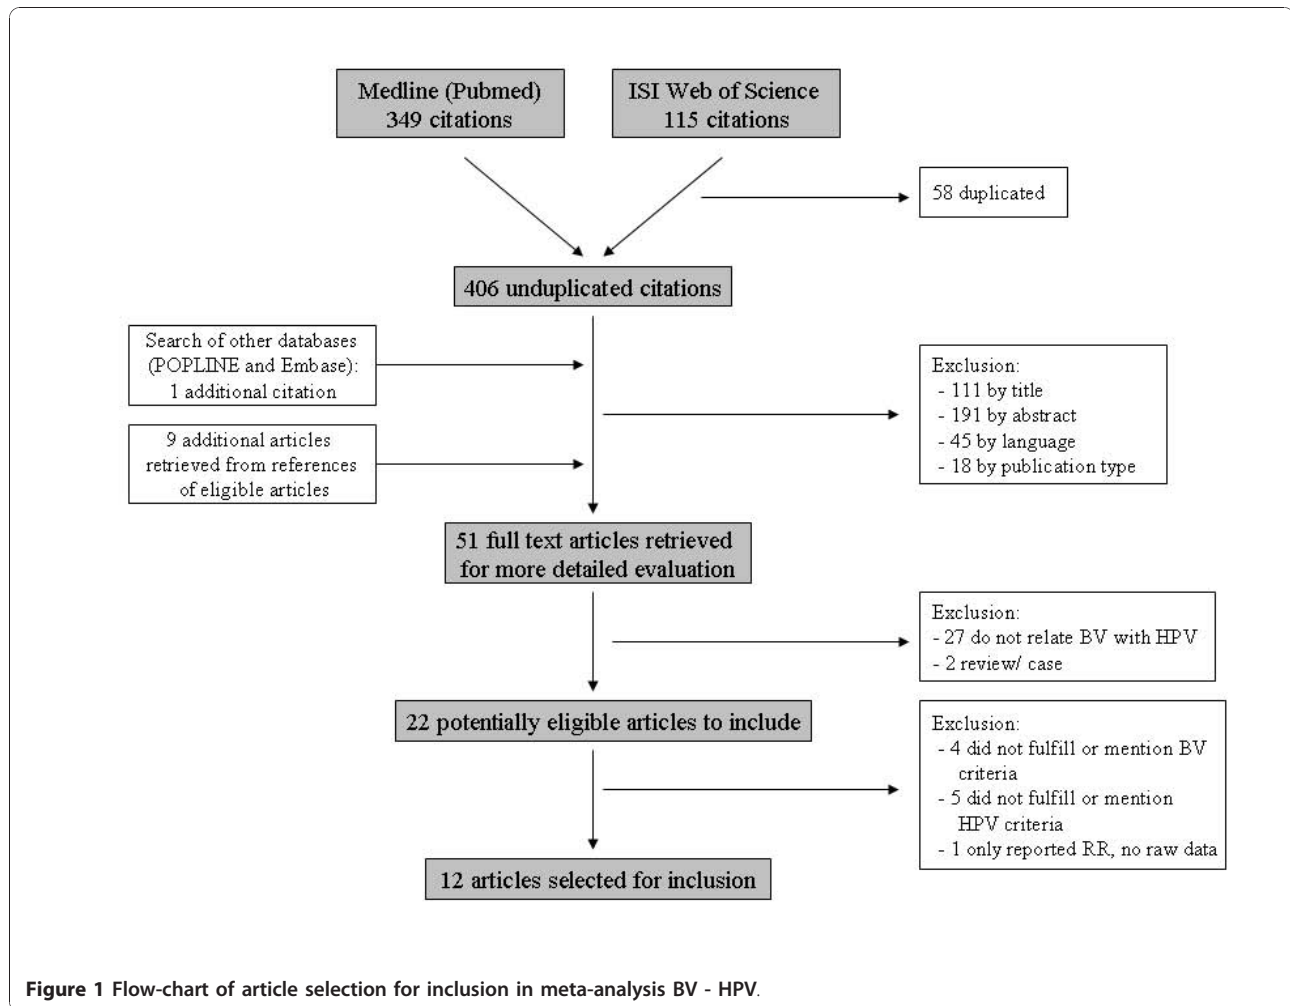 Medline (Pubmed)
349 citations
ISI Web of Science
115 citations
58 duplicated
406 unduplicated citations
Search of other databases
(POPLINE and Embase):
1 additional citation
Exclusion:
- 111 by title
- 191 by abstract
- 45 by language
- 18 by publication type
9 additional articles
retrieved from references
of eligible articles
51 full text articles retrieved
for more detailed evaluation
Exclusion:
- 27 do not relate BV with HPV
- 2 review/ case
22 potentially eligible articles to include
Exclusion:
- 4 did not fulfill or mention BV
criteria
- 5 did not fulfill or mention
HPV criteria
- 1 only reported RR, no raw data
12 articles selected for inclusion
Figure 1 Flow-chart of article selection for inclusion in meta-analysis BV - HPV.